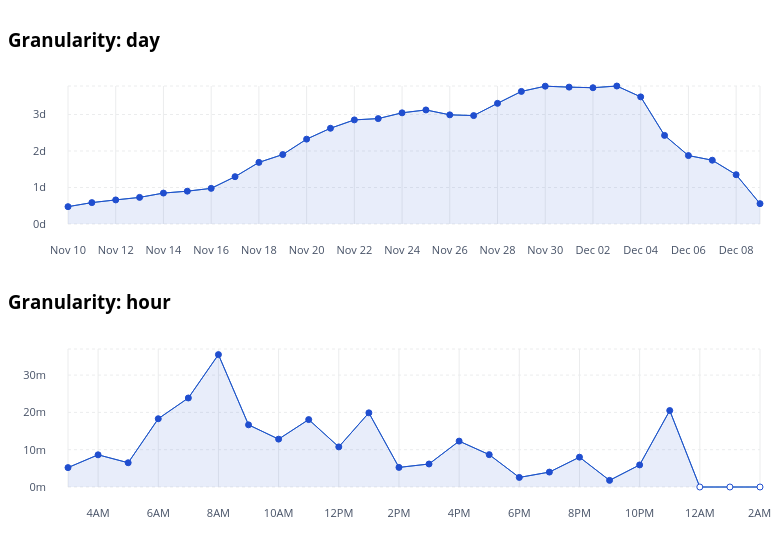 Granularity: day
3d
2d
1d
0d
Nov 10 Nov 12 Nov 14 Nov 16 Nov 18 Nov 20 Nov 22 Nov 24 Nov 26 Nov 28 Nov 30 Dec 02 Dec 04 Dec 06 Dec 08
Granularity: hour
30m
20m
10m
0m
4AM 6AM 8AM 10AM 12PM 2PM 4PM 6PM 8PM 10PM 12AM 2AM